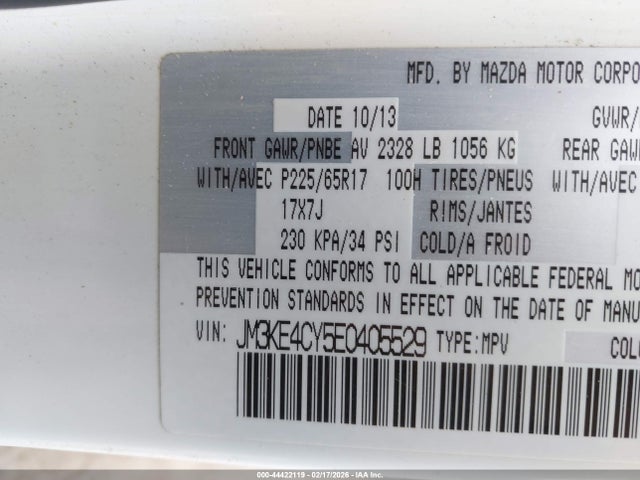 MFD. BY MAZDA MOTOR CORPO
DATE 10/13 GVWR/
FRONT GAWR/PNBE AV 2328 LB 1056 KG REAR GAW
WITH/AVEC P225/65R17 100H TIRES/PNEUS WITH/AVEC
17X7J RIMS/JANTES
230 KPA/34 PSI COLD/A FROID
THIS VEHICLE CONFORMS TO ALL APPLICABLE FEDERAL MO
PREVENTION STANDARDS IN EFFECT ON THE DATE OF MANU
VIN: JM3KE4CY5E0405529 TYPE:MPV COL
000-44422119 - 02/17/2026 - IAAI.COM